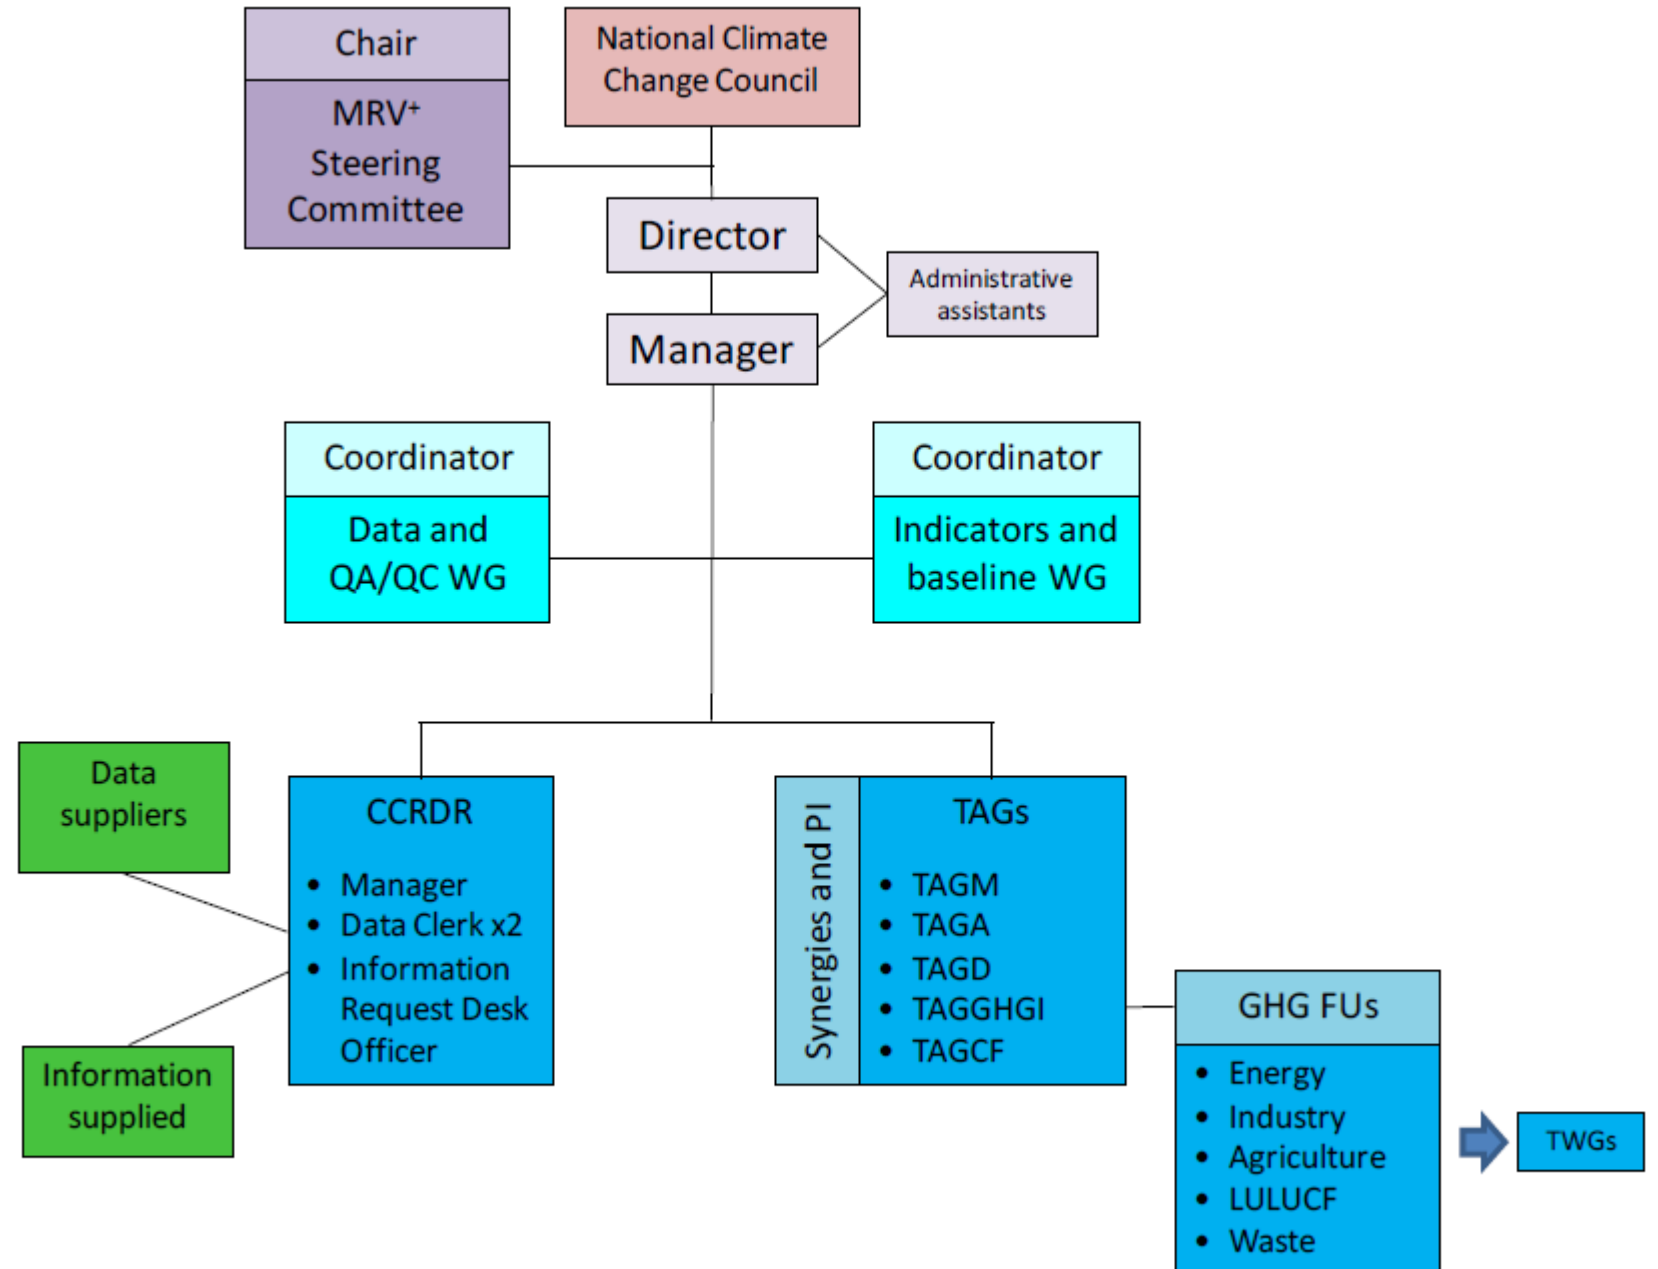 Chair
MRV+
Steering
Committee
National Climate
Change Council
Director
Administrative
assistants
Manager
Coordinator
Data and
QA/QC WG
Coordinator
Indicators and
baseline WG
Data
suppliers
Information
supplied
CCRDR
• Manager
• Data Clerk x2
• Information
Request Desk
Officer
Synergies and PI
TAGs
• TAGM
• TAGA
• TAGD
• TAGGHGI
• TAGCF
GHG FUs
• Energy
• Industry
• Agriculture
• LULUCF
• Waste
TWGs